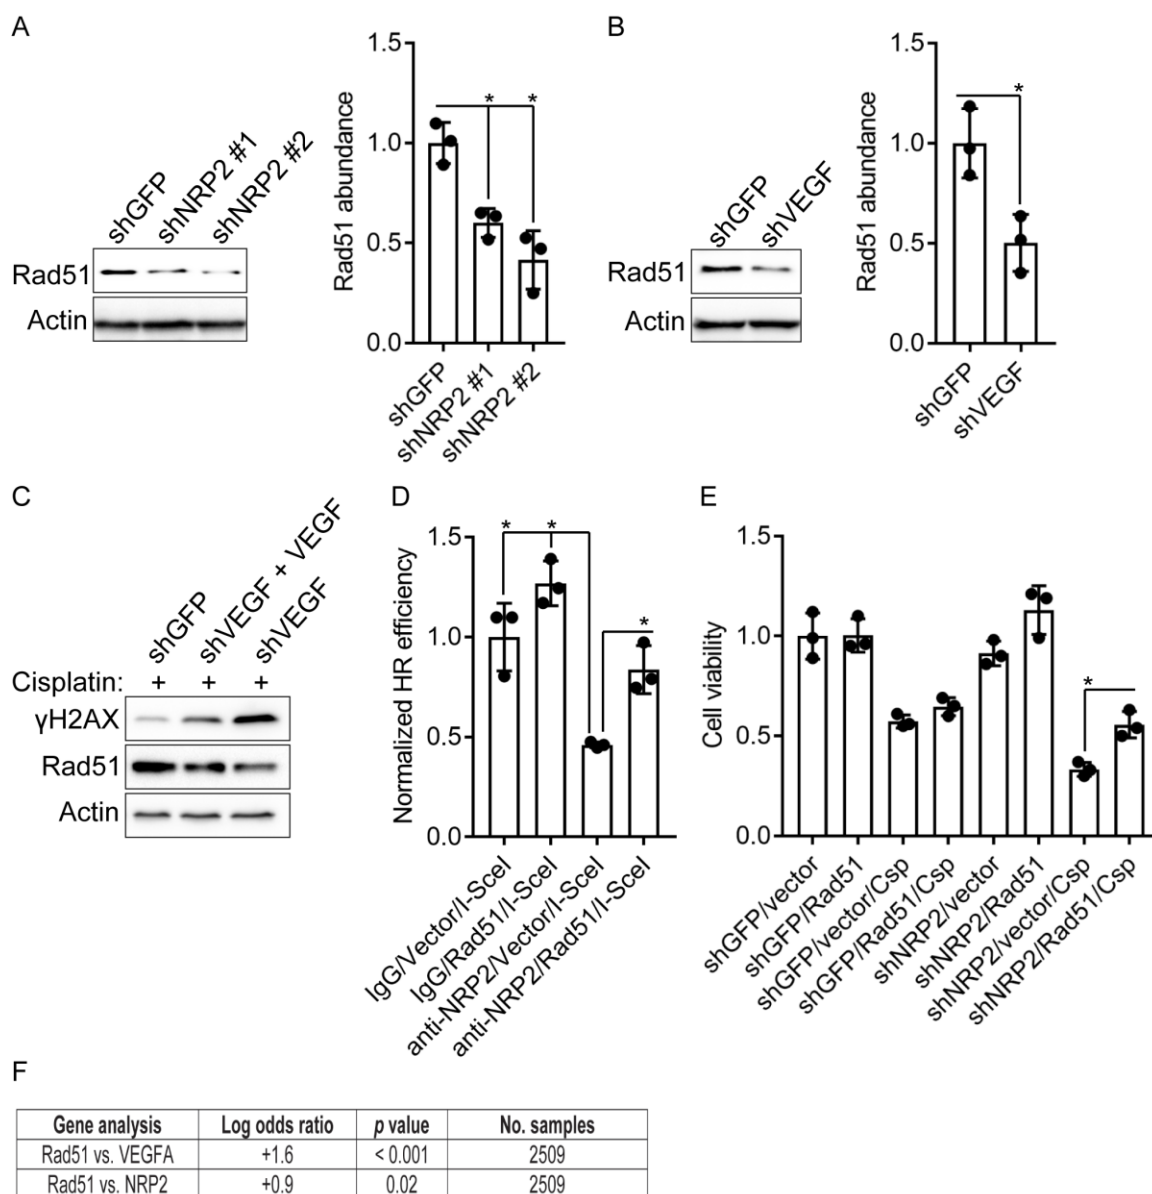 A
shGFP
shNRP2 #1
shNRP2 #2
Rad51
Actin
Rad51 abundance
1.5
1.0
0.5
0.0
*
*
shGFP
shNRP2 #1
shNRP2 #2
B
shGFP
shVEGF
Rad51
Actin
Rad51 abundance
1.5
1.0
0.5
0.0
*
shGFP
shVEGF
C
shGFP
shVEGF + VEGF
shVEGF
Cisplatin: + + +
γH2AX
Rad51
Actin
D
Normalized HR efficiency
1.5
1.0
0.5
0.0
*
*
*
IgG/Vector/I-SceI
IgG/Rad51/I-SceI
anti-NRP2/Vector/I-SceI
anti-NRP2/Rad51/I-SceI
E
Cell viability
1.5
1.0
0.5
0.0
*
shGFP/vector
shGFP/Rad51
shGFP/vector/Csp
shGFP/Rad51/Csp
shNRP2/vector
shNRP2/Rad51
shNRP2/vector/Csp
shNRP2/Rad51/Csp
F
Gene analysis Log odds ratio p value No. samples
Rad51 vs. VEGFA +1.6 < 0.001 2509
Rad51 vs. NRP2 +0.9 0.02 2509